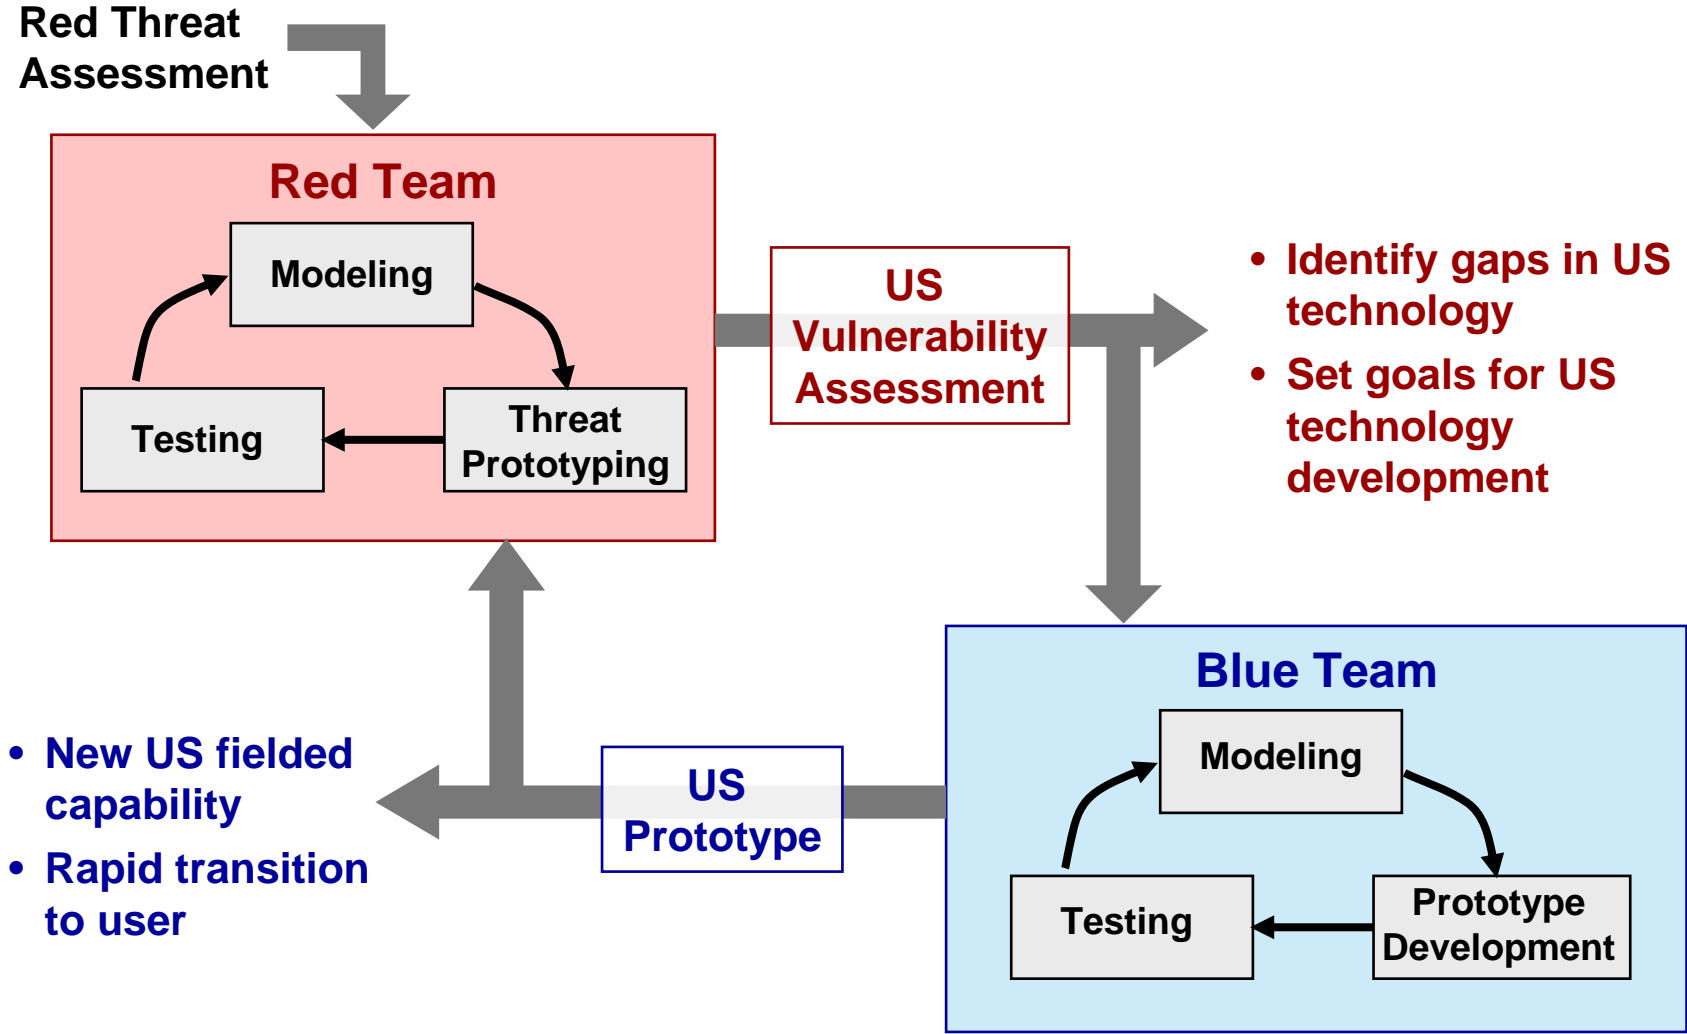 Red Threat
Assessment
Red Team
Modeling
Testing
Threat
Prototyping
US
Vulnerability
Assessment
• Identify gaps in US
technology
• Set goals for US
technology
development
Blue Team
Modeling
Testing
Prototype
Development
US
Prototype
• New US fielded
capability
• Rapid transition
to user